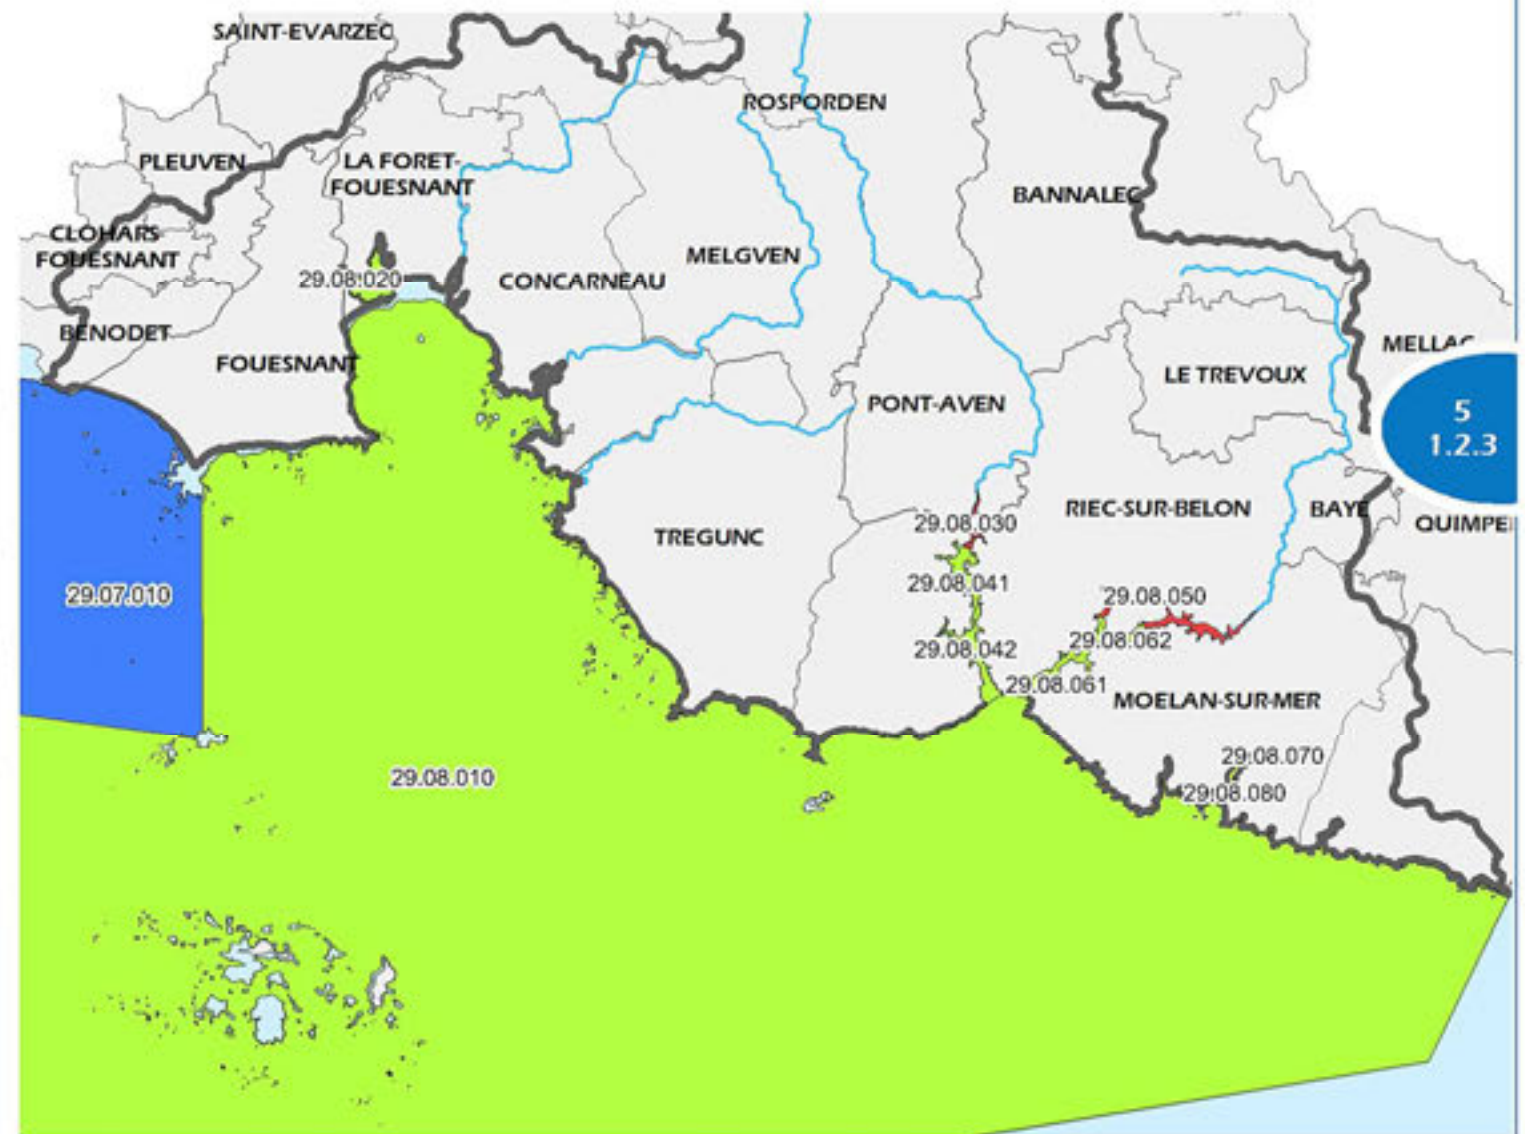 SAINT-EVARZEC
ROSPORDEN
PLEUVEN
LA FORET-
FOUESNANT
BANNALEC
CLOHARS
FOUESNANT
MELGVEN
29.08.020
CONCARNEAU
BENODET
MELLAC
FOUESNANT
LE TREVOUX
PONT-AVEN
5
1.2.3
RIEC-SUR-BELON
BAYE
29.08.030
QUIMPE
TREGUNC
29.08.041
29.07.010
29.08.050
29.08.062
29.08.042
29.08.061
MOELAN-SUR-MER
29.08.070
29.08.010
29.08.080